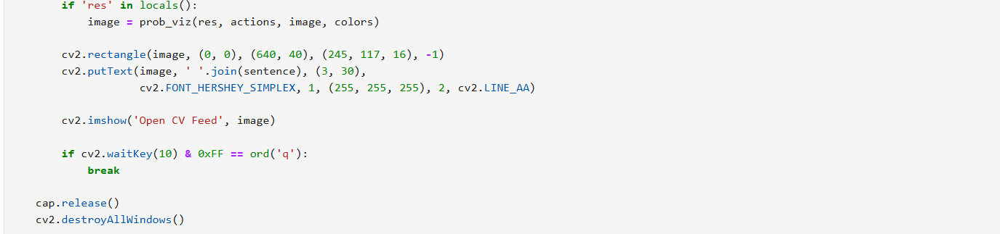 if 'res' in locals():
image = prob_viz(res, actions, image, colors)
cv2.rectangle(image, (0, 0), (640, 40), (245, 117, 16), -1)
cv2.putText(image, ' '.join(sentence), (3, 30),
cv2.FONT_HERSHEY_SIMPLEX, 1, (255, 255, 255), 2, cv2.LINE_AA)
cv2.imshow('Open CV Feed', image)
if cv2.waitKey(10) & 0xFF == ord('q'):
break
cap.release()
cv2.destroyAllWindows()